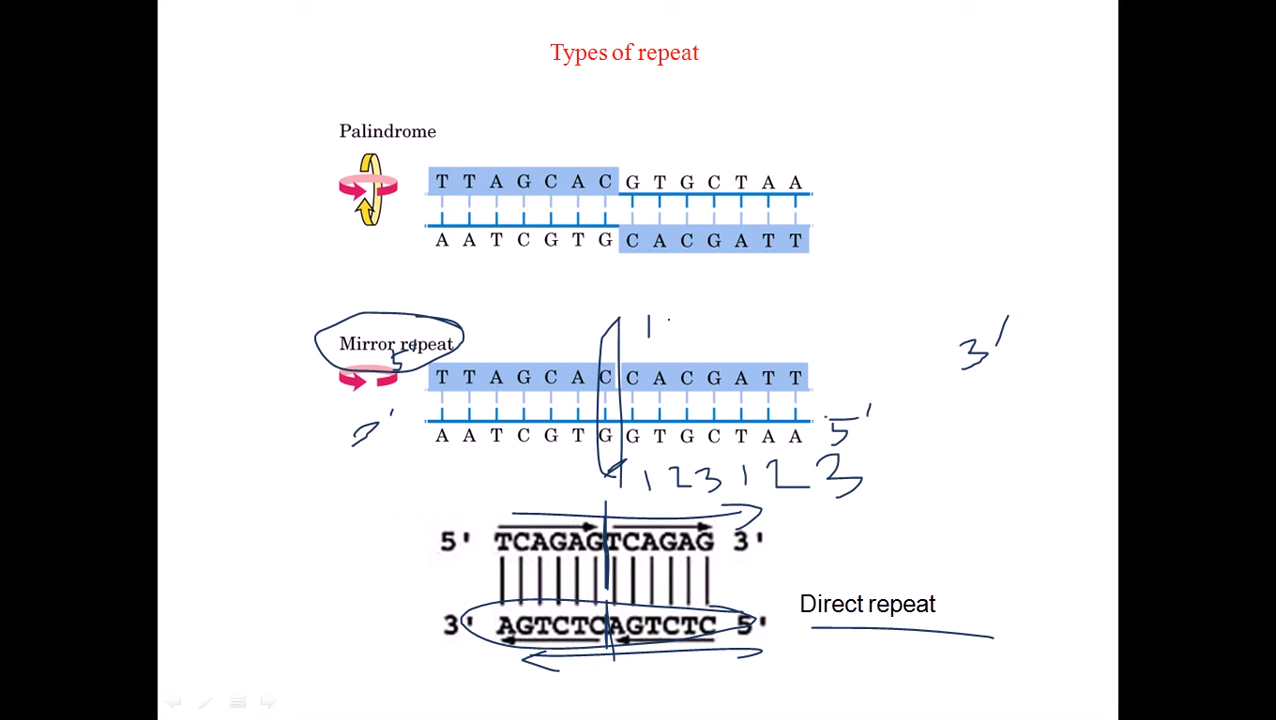 Types of repeat
Palindrome
T T A G C A C G T G C T A A
A A T C G T G C A C G A T T
1
3'
Mirror repeat
5'
T T A G C A C C A C G A T T
5'
A A T C G T G G T G C T A A
1 2 3 1 2 3
5' TCAGAGTCAGAG 3'
Direct repeat
3' AGTCTCAGTCTC 5'